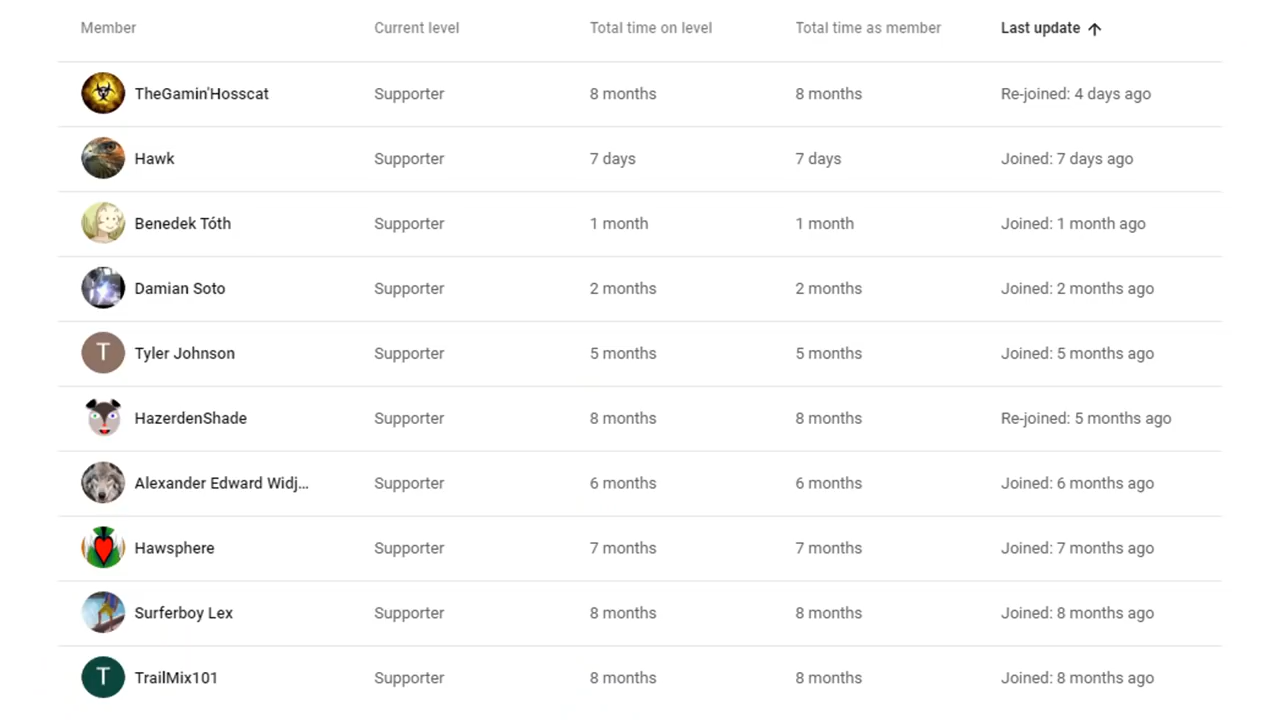 Member Current level Total time on level Total time as member Last update ↑
TheGamin'Hosscat Supporter 8 months 8 months Re-joined: 4 days ago
Hawk Supporter 7 days 7 days Joined: 7 days ago
Benedek Tóth Supporter 1 month 1 month Joined: 1 month ago
Damian Soto Supporter 2 months 2 months Joined: 2 months ago
T Tyler Johnson Supporter 5 months 5 months Joined: 5 months ago
HazerdenShade Supporter 8 months 8 months Re-joined: 5 months ago
Alexander Edward Widj... Supporter 6 months 6 months Joined: 6 months ago
Hawsphere Supporter 7 months 7 months Joined: 7 months ago
Surferboy Lex Supporter 8 months 8 months Joined: 8 months ago
T TrailMix101 Supporter 8 months 8 months Joined: 8 months ago